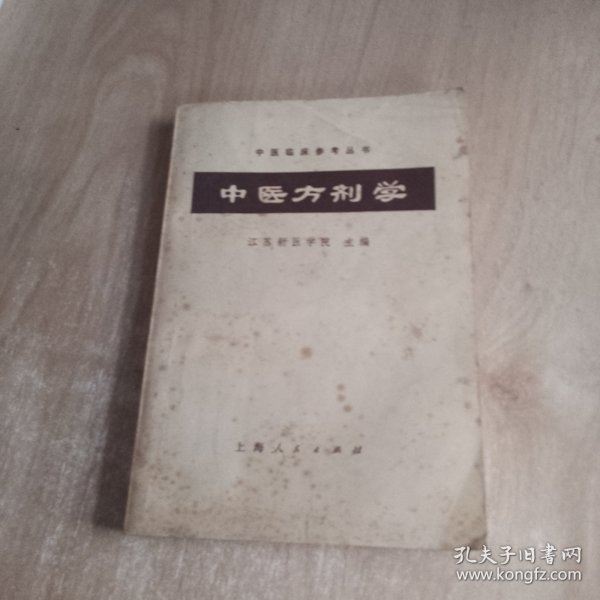 中医临床参考丛书
中医方剂学
江苏新医学院 主编
上海人民出版社
孔夫子旧书网
www.kongfz.com